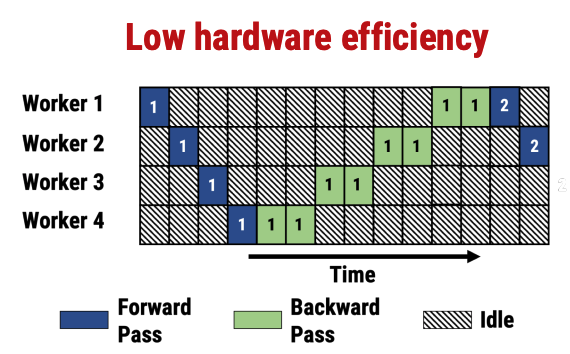 Low hardware efficiency
Worker 1 1 1 1 2
Worker 2 1 1 1 2
Worker 3 1 1 1
Worker 4 1 1 1
Time
Forward Pass
Backward Pass
Idle